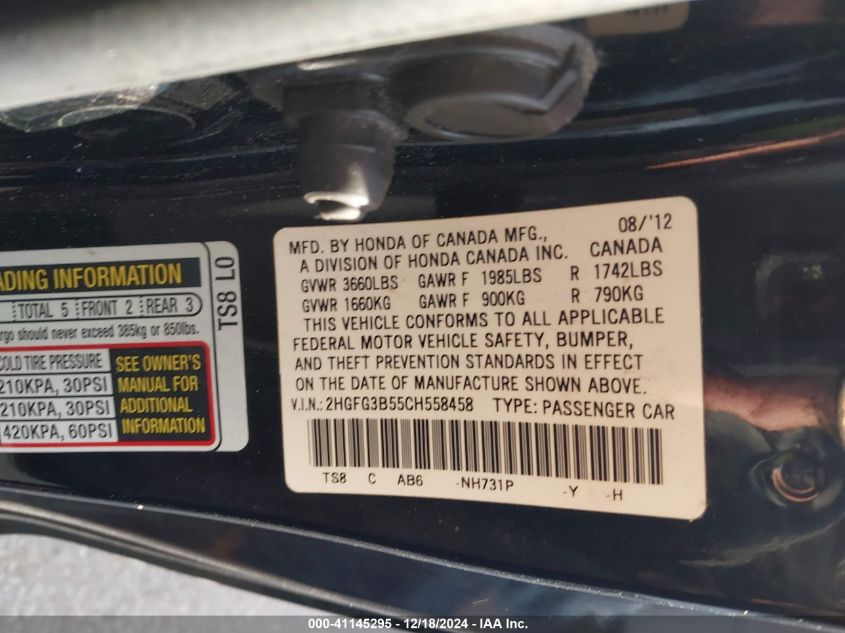 ADING INFORMATION
TOTAL 5 FRONT 2 REAR 3
should never exceed 385kg or 850lbs.
COLD TIRE PRESSURE
210KPA, 30PSI
210KPA, 30PSI
420KPA, 60PSI
SEE OWNER'S
MANUAL FOR
ADDITIONAL
INFORMATION
TS8 L0
08/'12
MFD. BY HONDA OF CANADA MFG.,
A DIVISION OF HONDA CANADA INC. CANADA
GVWR 3660LBS GAWR F 1985LBS R 1742LBS
GVWR 1660KG GAWR F 900KG R 790KG
THIS VEHICLE CONFORMS TO ALL APPLICABLE
FEDERAL MOTOR VEHICLE SAFETY, BUMPER,
AND THEFT PREVENTION STANDARDS IN EFFECT
ON THE DATE OF MANUFACTURE SHOWN ABOVE.
V.I.N.: 2HGFG3B55CH558458 TYPE: PASSENGER CAR
TS8 C AB6 -NH731P -Y -H
000-41145295 - 12/18/2024 - IAA Inc.